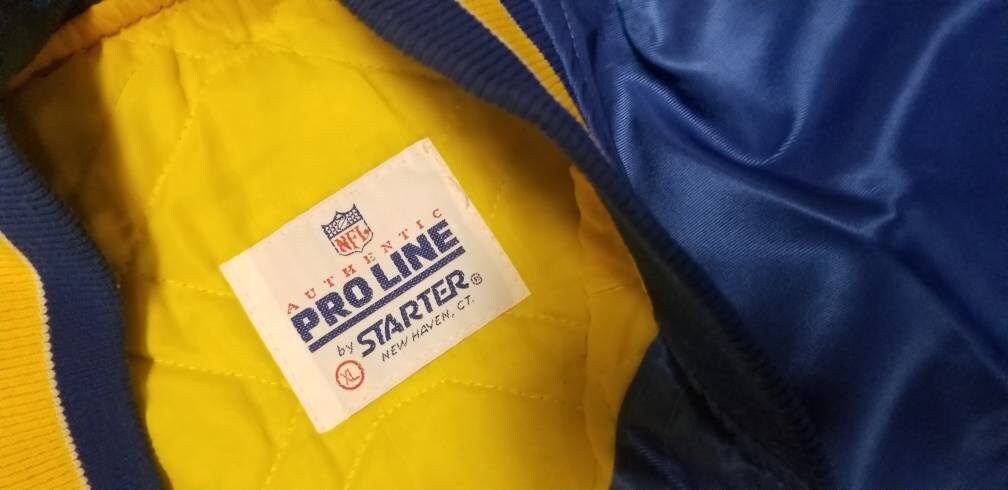 NFL
AUTHENTIC
PRO LINE
by STARTER®
NEW HAVEN, CT.
XL